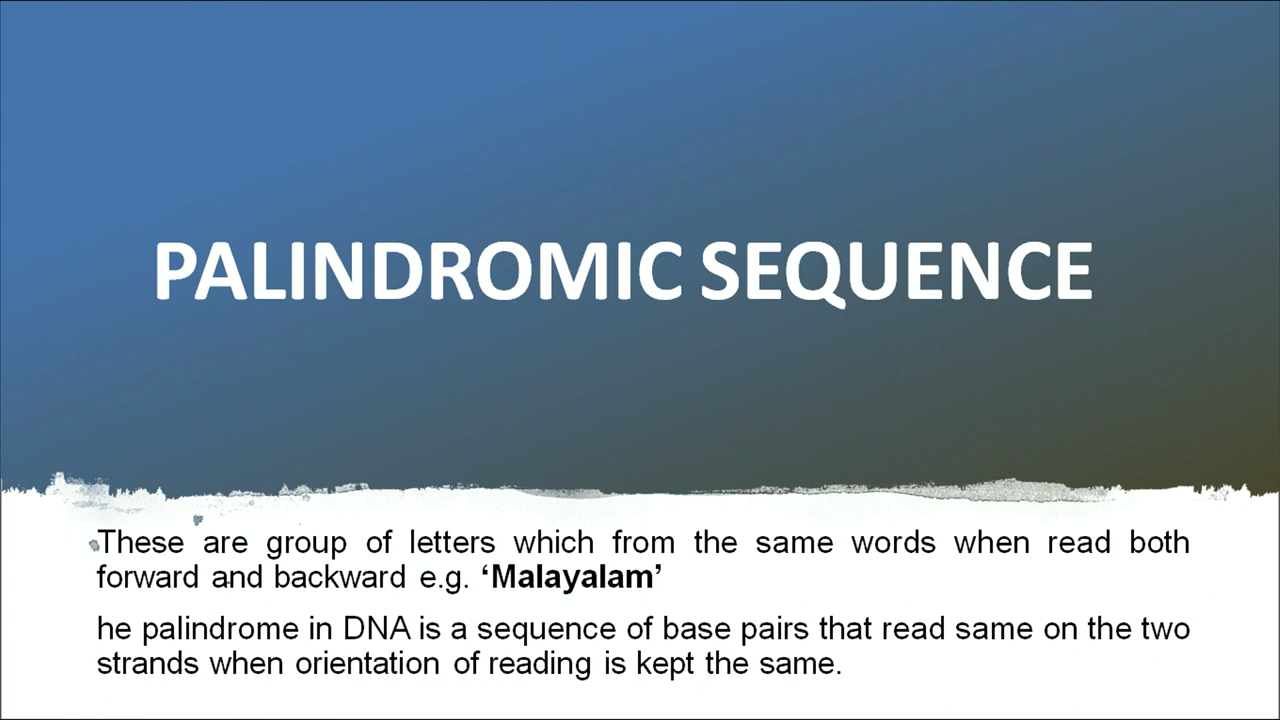 PALINDROMIC SEQUENCE
These are group of letters which from the same words when read both
forward and backward e.g. ‘Malayalam’
he palindrome in DNA is a sequence of base pairs that read same on the two
strands when orientation of reading is kept the same.